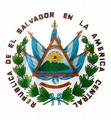 REPUBLICA DE EL SALVADOR EN LA AMERICA CENTRAL